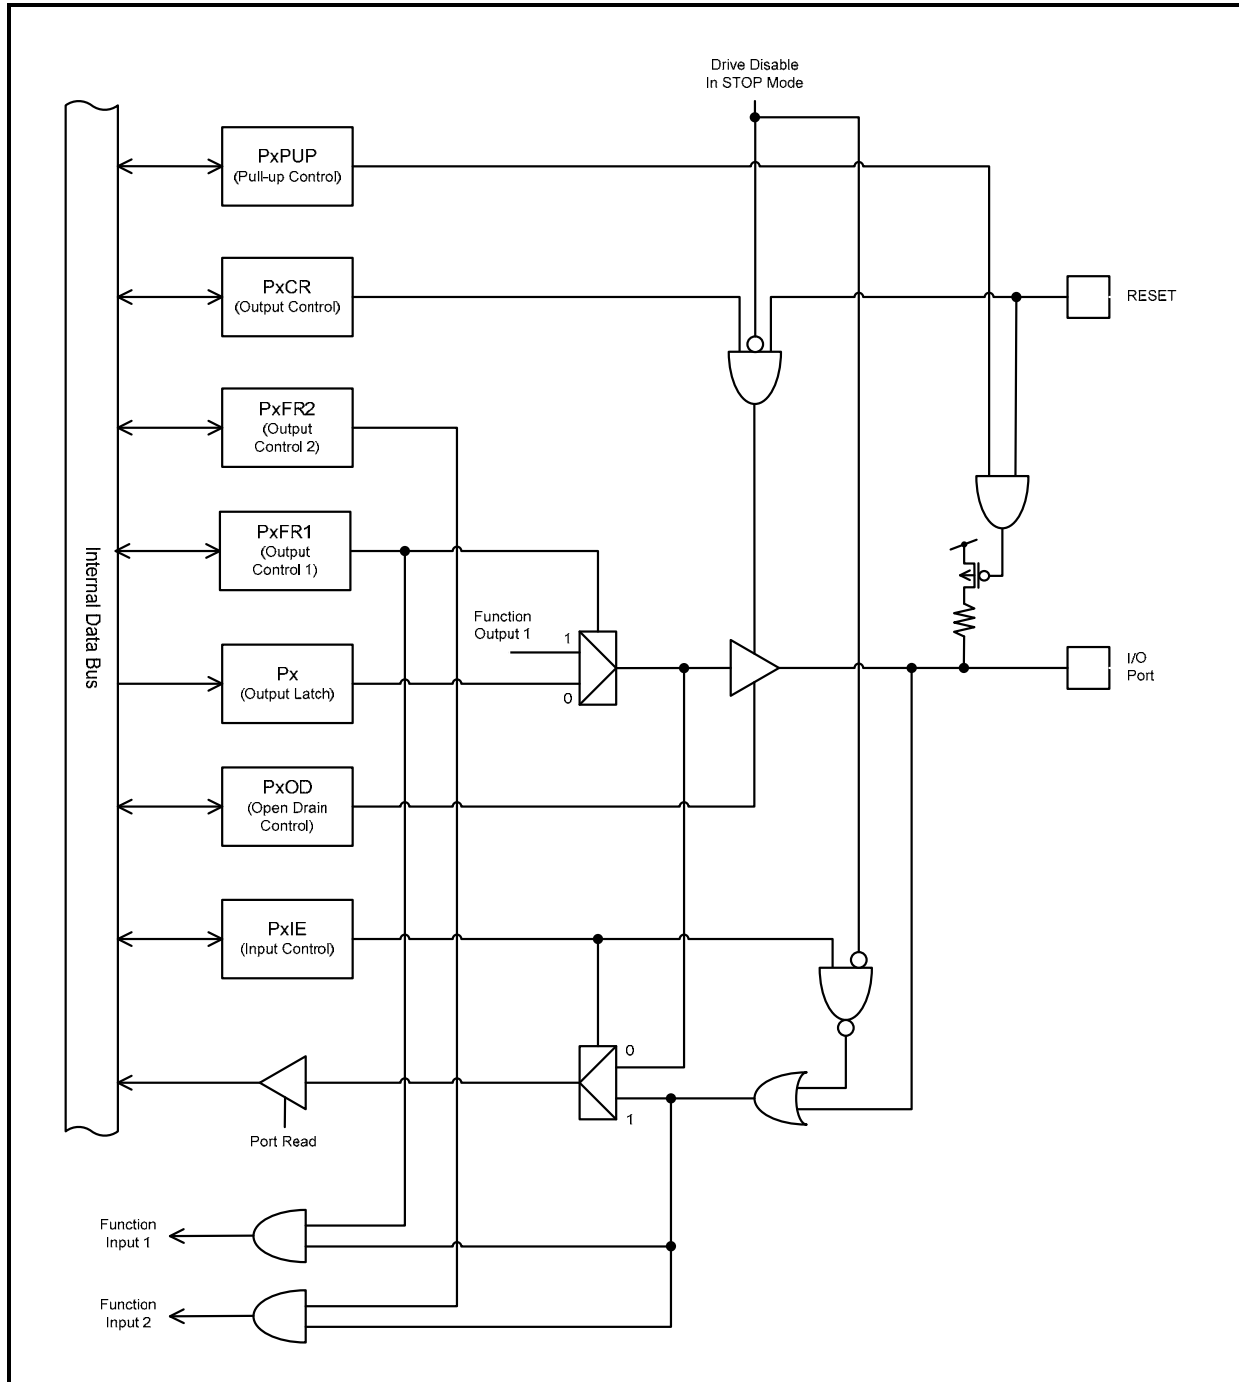 Drive Disable
In STOP Mode
PxPUP
(Pull-up Control)
PxCR
(Output Control)
RESET
PxFR2
(Output
Control 2)
PxFR1
(Output
Control 1)
Internal Data Bus
Function
Output 1
1
0
Px
(Output Latch)
I/O
Port
PxOD
(Open Drain
Control)
PxIE
(Input Control)
0
1
Port Read
Function
Input 1
Function
Input 2